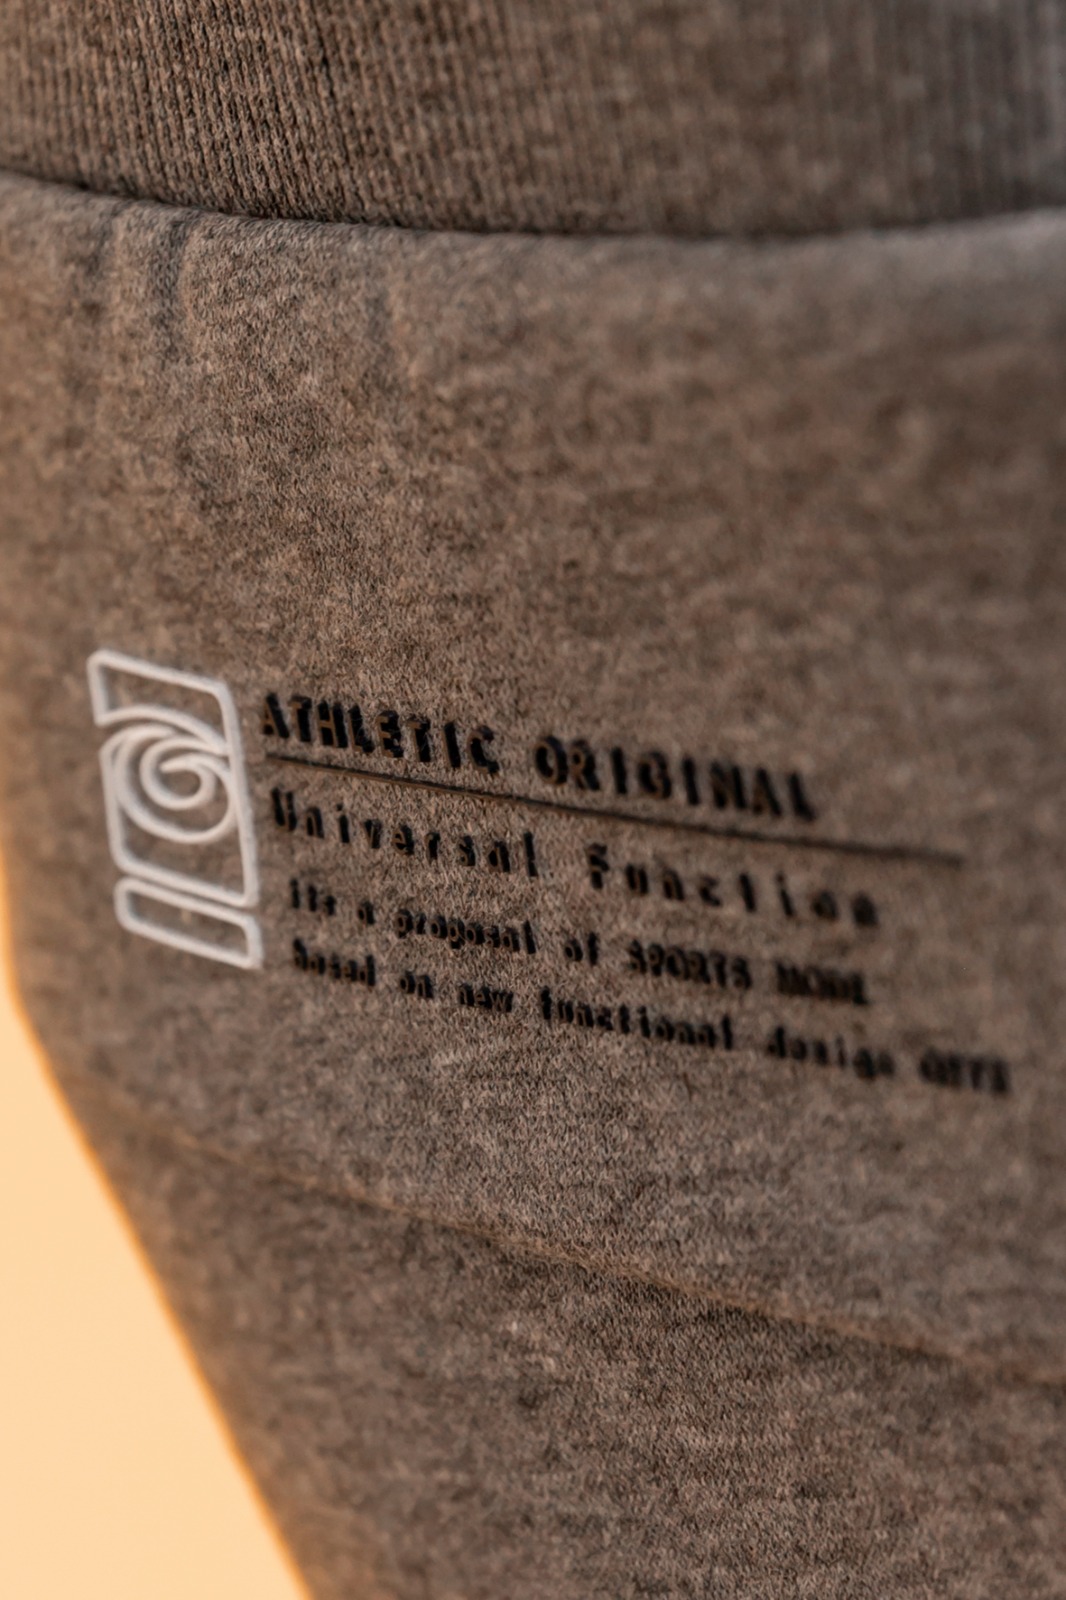 ATHLETIC ORIGINAL
Universal Function
its a proposal of SPORTS MODE
based on new functional design